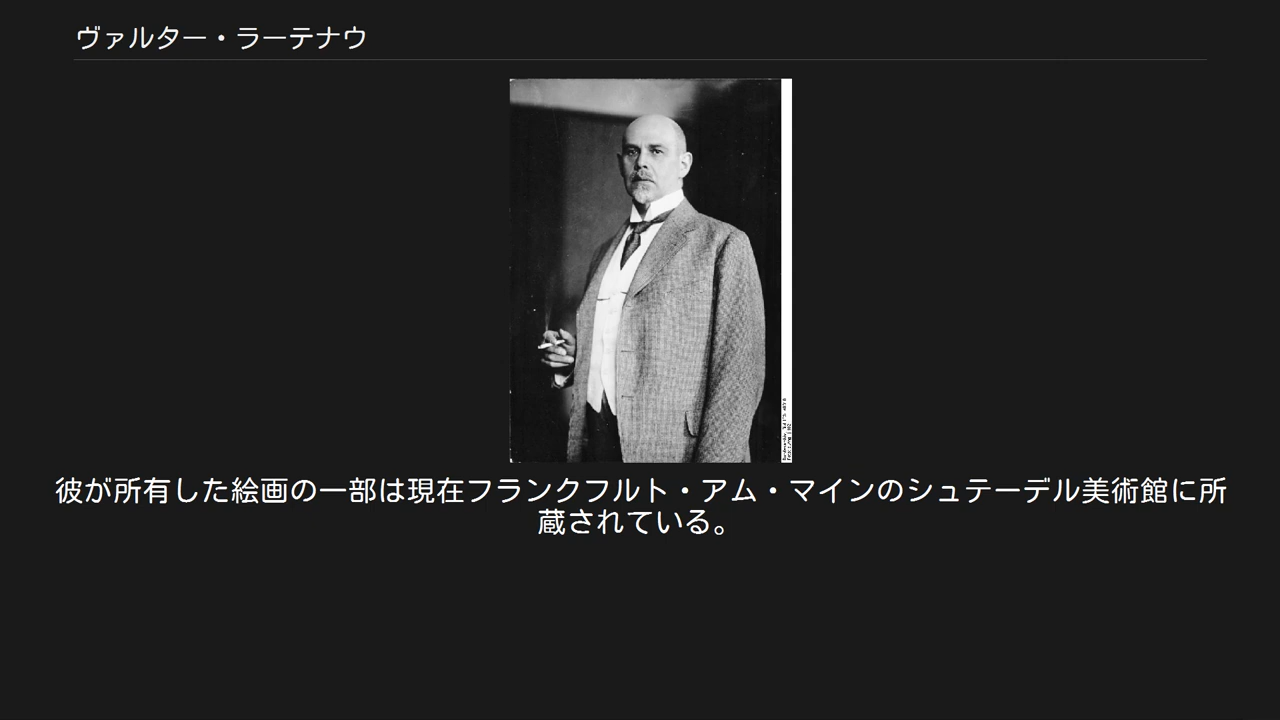 ヴァルター・ラーテナウ
彼が所有した絵画の一部は現在フランクフルト・アム・マインのシュテーデル美術館に所
蔵されている。